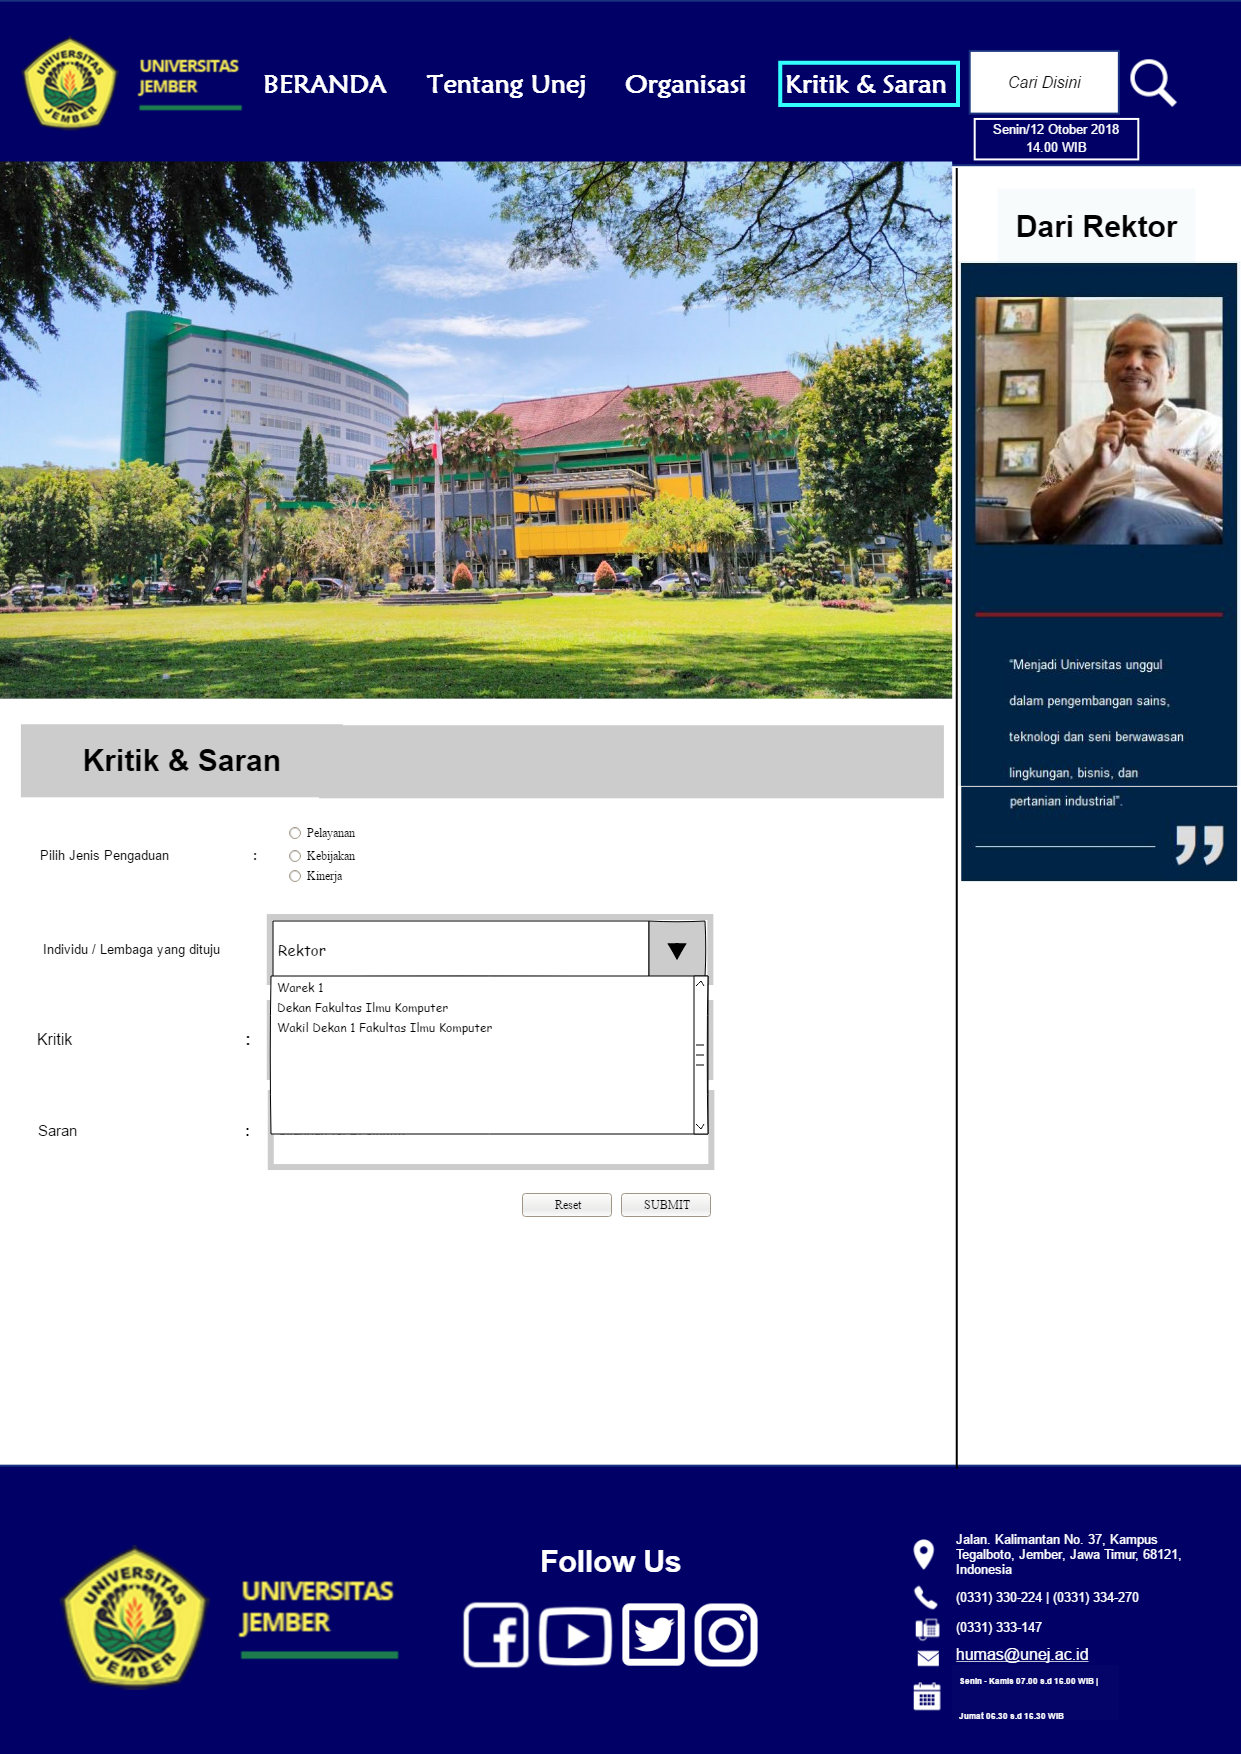 UNIVERSITAS
JEMBER
UNIVERSITAS
JEMBER
BERANDA
Tentang Unej
Organisasi
Kritik & Saran
Cari Disini
Senin/12 Otober 2018
14.00 WIB
Dari Rektor
“Menjadi Universitas unggul
dalam pengembangan sains,
teknologi dan seni berwawasan
lingkungan, bisnis, dan
pertanian industrial”.
Kritik & Saran
Pilih Jenis Pengaduan :
Pelayanan
Kebijakan
Kinerja
Individu / Lembaga yang dituju
Rektor
Warek 1
Dekan Fakultas Ilmu Komputer
Wakil Dekan 1 Fakultas Ilmu Komputer
Kritik :
Saran :
Reset
SUBMIT
UNIVERSITAS
JEMBER
UNIVERSITAS
JEMBER
Follow Us
Jalan. Kalimantan No. 37, Kampus
Tegalboto, Jember, Jawa Timur, 68121,
Indonesia
(0331) 330-224 | (0331) 334-270
(0331) 333-147
humas@unej.ac.id
Senin - Kamis 07.00 s.d 16.00 WIB |
Jumat 06.30 s.d 16.30 WIB